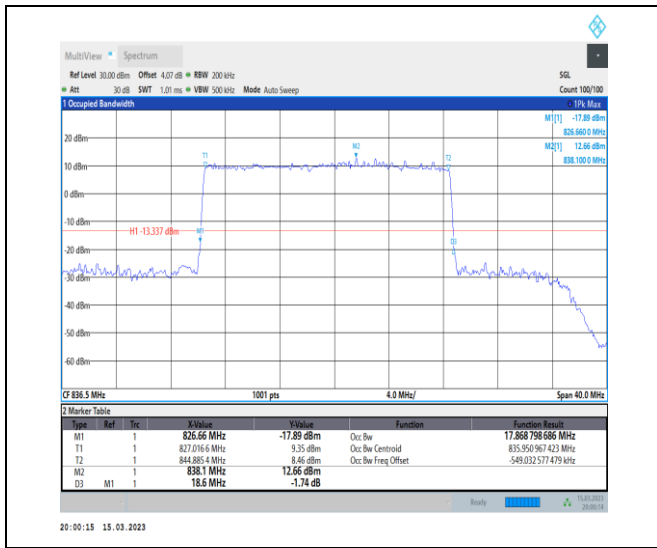 MultiView Spectrum
Ref Level 30.00 dBm Offset 4.07 dB RBW 200 kHz SGL
Att 30 dB SWT 1.01 ms VBW 500 kHz Mode Auto Sweep Count 100/100
1 Occupied Bandwidth 1Pk Max
M1[1] -17.89 dBm
826.6600 MHz
M2[1] 12.66 dBm
838.1000 MHz
20 dBm
M2
T1
T2
10 dBm
0 dBm
-10 dBm
H1 -13.337 dBm
M1
D3
-20 dBm
-30 dBm
-40 dBm
-50 dBm
-60 dBm
CF 836.5 MHz 1001 pts 4.0 MHz/ Span 40.0 MHz
2 Marker Table
Type Ref Trc X-Value Y-Value Function Function Result
M1 1 826.66 MHz -17.89 dBm Occ Bw 17.868 798 686 MHz
T1 1 827.0166 MHz 9.35 dBm Occ Bw Centroid 835.950 967 423 MHz
T2 1 844.8854 MHz 8.46 dBm Occ Bw Freq Offset -549.032 577 479 kHz
M2 1 838.1 MHz 12.66 dBm
D3 M1 1 18.6 MHz -1.74 dB
Ready 15.03.2023
20:00:14
20:00:15 15.03.2023